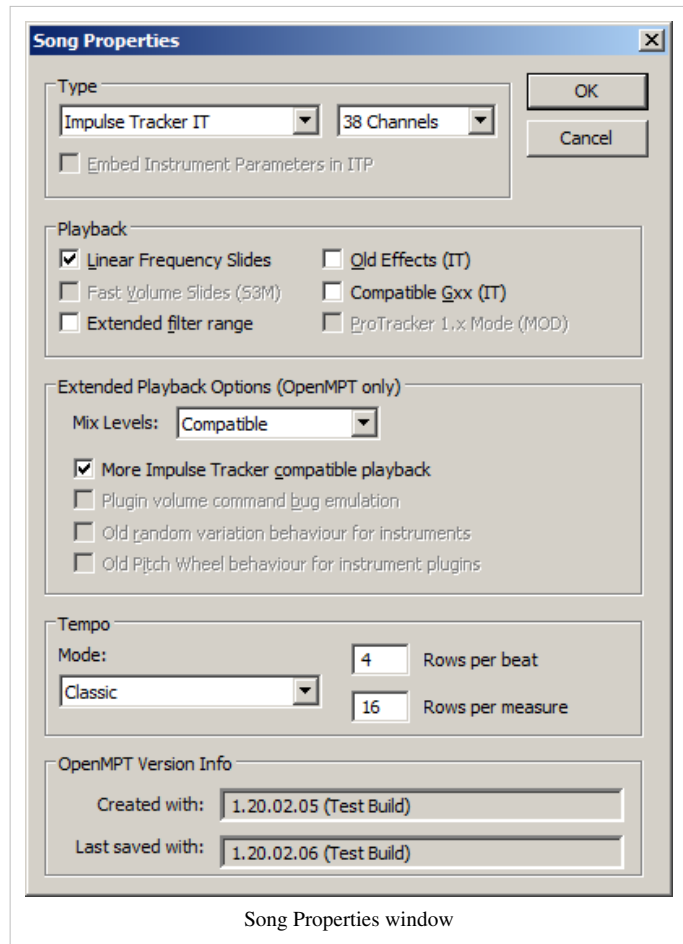 Song Properties
Type
OK
Impulse Tracker IT
38 Channels
Cancel
Embed Instrument Parameters in ITP
Playback
Linear Frequency Slides
Old Effects (IT)
Fast Volume Slides (S3M)
Compatible Gxx (IT)
Extended filter range
ProTracker 1.x Mode (MOD)
Extended Playback Options (OpenMPT only)
Mix Levels: Compatible
More Impulse Tracker compatible playback
Plugin volume command bug emulation
Old random variation behaviour for instruments
Old Pitch Wheel behaviour for instrument plugins
Tempo
Mode:
4 Rows per beat
Classic
16 Rows per measure
OpenMPT Version Info
Created with: 1.20.02.05 (Test Build)
Last saved with: 1.20.02.06 (Test Build)
Song Properties window